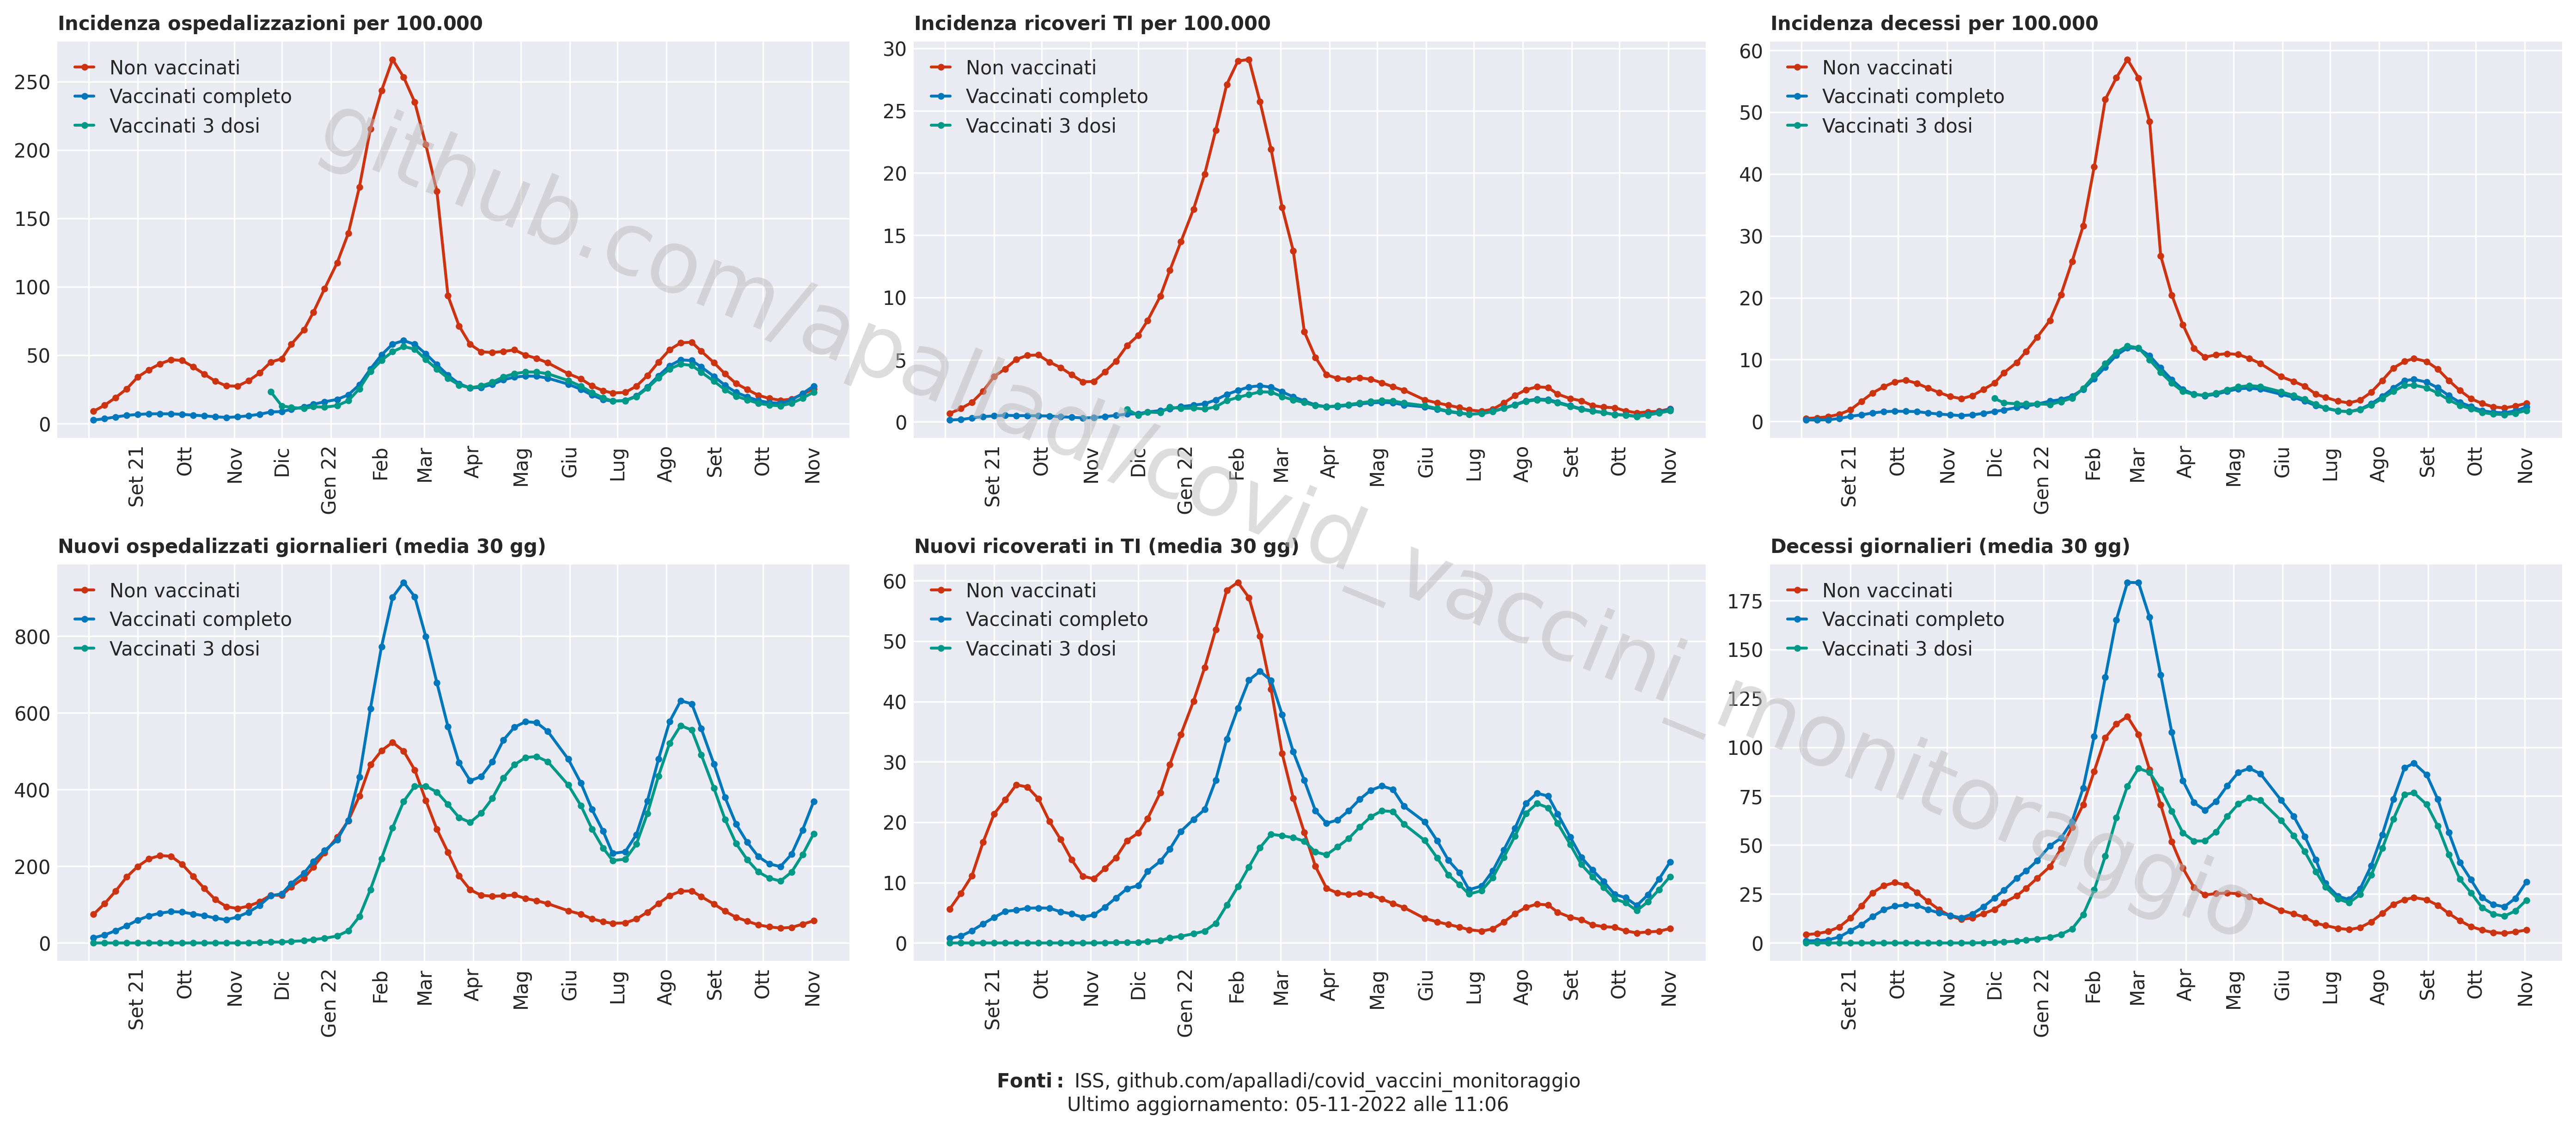 Incidenza ospedalizzazioni per 100.000
Non vaccinati
Vaccinati completo
Vaccinati 3 dosi
250
200
150
100
50
0
Set 21
Ott
Nov
Dic
Gen 22
Feb
Mar
Apr
Mag
Giu
Lug
Ago
Set
Ott
Nov
Incidenza ricoveri TI per 100.000
Non vaccinati
Vaccinati completo
Vaccinati 3 dosi
30
25
20
15
10
5
0
Set 21
Ott
Nov
Dic
Gen 22
Feb
Mar
Apr
Mag
Giu
Lug
Ago
Set
Ott
Nov
Incidenza decessi per 100.000
Non vaccinati
Vaccinati completo
Vaccinati 3 dosi
60
50
40
30
20
10
0
Set 21
Ott
Nov
Dic
Gen 22
Feb
Mar
Apr
Mag
Giu
Lug
Ago
Set
Ott
Nov
Nuovi ospedalizzati giornalieri (media 30 gg)
Non vaccinati
Vaccinati completo
Vaccinati 3 dosi
800
600
400
200
0
Set 21
Ott
Nov
Dic
Gen 22
Feb
Mar
Apr
Mag
Giu
Lug
Ago
Set
Ott
Nov
Nuovi ricoverati in TI (media 30 gg)
Non vaccinati
Vaccinati completo
Vaccinati 3 dosi
60
50
40
30
20
10
0
Set 21
Ott
Nov
Dic
Gen 22
Feb
Mar
Apr
Mag
Giu
Lug
Ago
Set
Ott
Nov
Decessi giornalieri (media 30 gg)
Non vaccinati
Vaccinati completo
Vaccinati 3 dosi
175
150
125
100
75
50
25
0
Set 21
Ott
Nov
Dic
Gen 22
Feb
Mar
Apr
Mag
Giu
Lug
Ago
Set
Ott
Nov
github.com/apalladi/covid_vaccini_monitoraggio
Fonti: ISS, github.com/apalladi/covid_vaccini_monitoraggio
Ultimo aggiornamento: 05-11-2022 alle 11:06